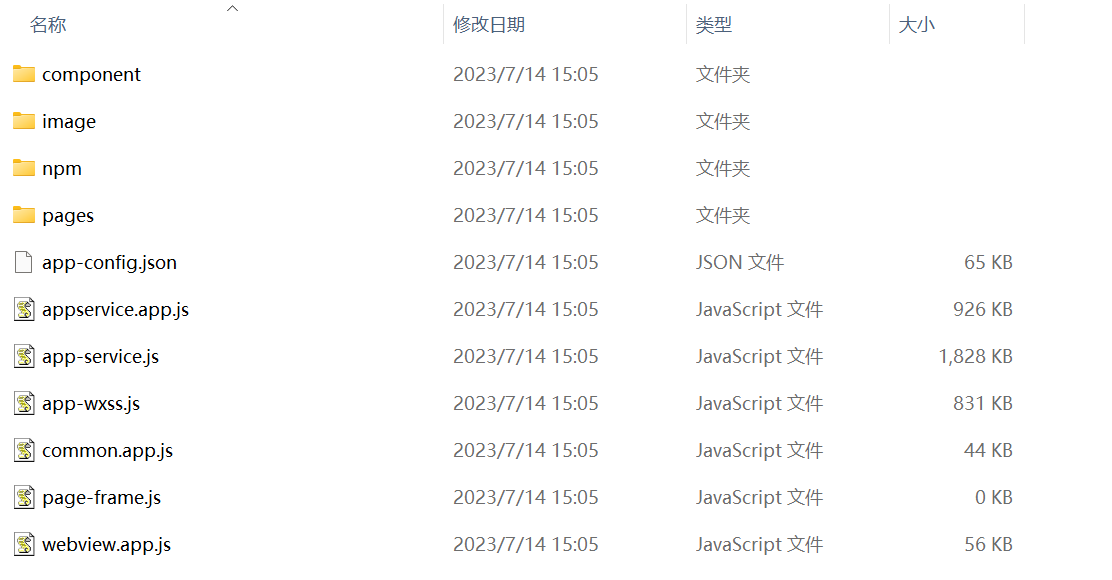 名称 修改日期 类型 大小
component 2023/7/14 15:05 文件夹
image 2023/7/14 15:05 文件夹
npm 2023/7/14 15:05 文件夹
pages 2023/7/14 15:05 文件夹
app-config.json 2023/7/14 15:05 JSON 文件 65 KB
appservice.app.js 2023/7/14 15:05 JavaScript 文件 926 KB
app-service.js 2023/7/14 15:05 JavaScript 文件 1,828 KB
app-wxss.js 2023/7/14 15:05 JavaScript 文件 831 KB
common.app.js 2023/7/14 15:05 JavaScript 文件 44 KB
page-frame.js 2023/7/14 15:05 JavaScript 文件 0 KB
webview.app.js 2023/7/14 15:05 JavaScript 文件 56 KB